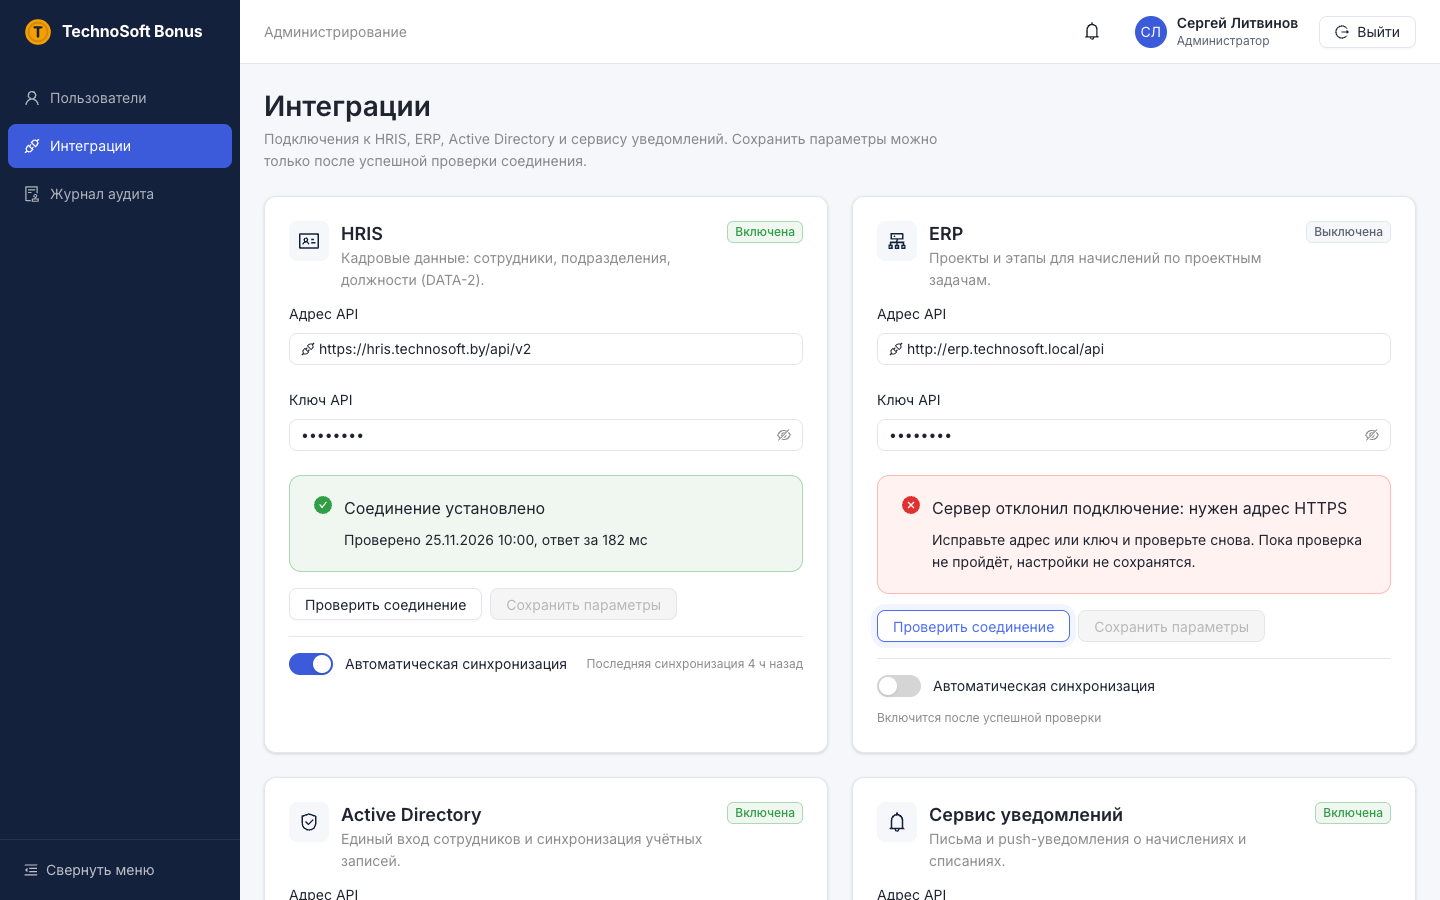 TechnoSoft Bonus
Пользователи
Интеграции
Журнал аудита
Свернуть меню
Администрирование
СЛ
Сергей Литвинов
Администратор
Выйти
Интеграции
Подключения к HRIS, ERP, Active Directory и сервису уведомлений. Сохранить параметры можно
только после успешной проверки соединения.
HRIS
Включена
Кадровые данные: сотрудники, подразделения,
должности (DATA-2).
Адрес API
https://hris.technosoft.by/api/v2
Ключ API
••••••••
Соединение установлено
Проверено 25.11.2026 10:00, ответ за 182 мс
Проверить соединение
Сохранить параметры
Автоматическая синхронизация
Последняя синхронизация 4 ч назад
ERP
Выключена
Проекты и этапы для начислений по проектным
задачам.
Адрес API
http://erp.technosoft.local/api
Ключ API
••••••••
Сервер отклонил подключение: нужен адрес HTTPS
Исправьте адрес или ключ и проверьте снова. Пока проверка
не пройдёт, настройки не сохранятся.
Проверить соединение
Сохранить параметры
Автоматическая синхронизация
Включится после успешной проверки
Active Directory
Включена
Единый вход сотрудников и синхронизация учётных
записей.
Адрес API
Сервис уведомлений
Включена
Письма и push-уведомления о начислениях и
списаниях.
Адрес API